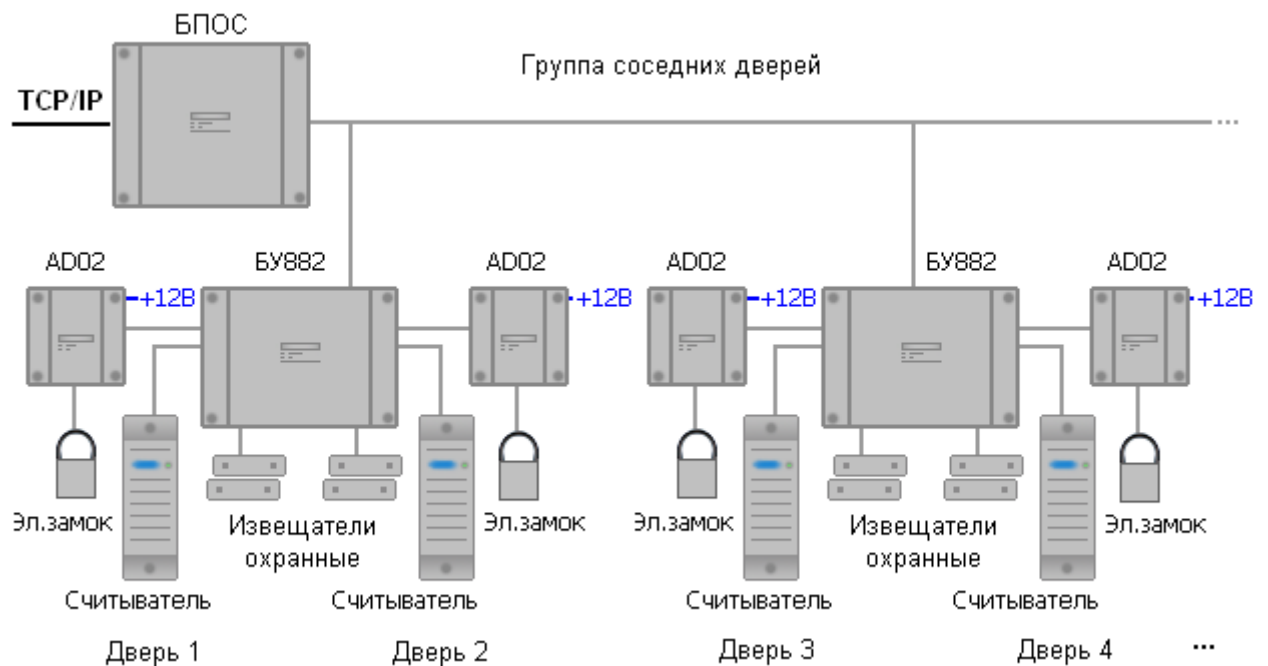 БПОС
Группа соседних дверей
TCP/IP
...
AD02
БУ882
AD02
AD02
БУ882
AD02
+12В
+12В
+12В
+12В
Эл.замок
Извещатели
охранные
Эл.замок
Эл.замок
Извещатели
охранные
Эл.замок
Считыватель
Считыватель
Считыватель
Считыватель
Дверь 1
Дверь 2
Дверь 3
Дверь 4
...